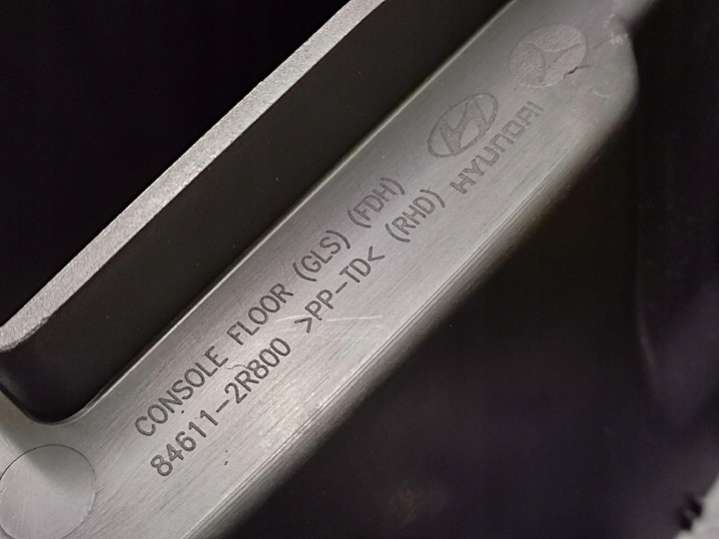 CONSOLE FLOOR (GLS) (FDH)
84611-2R800 >PP-TD< (RHD)
HYUNDAI